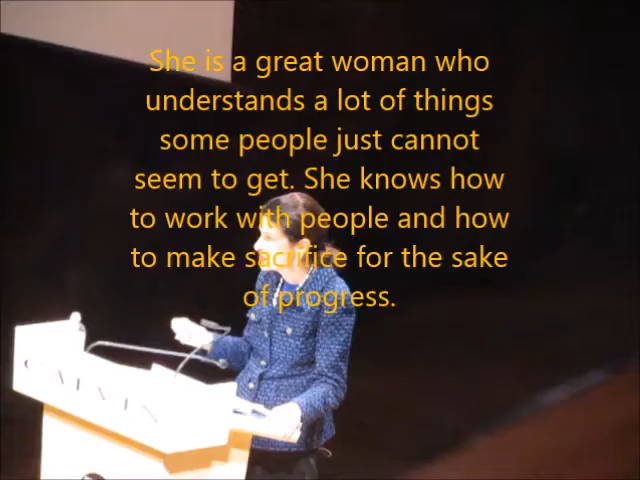 She is a great woman who
understands a lot of things
some people just cannot
seem to get. She knows how
to work with people and how
to make sacrifice for the sake
of progress.
CALVIN